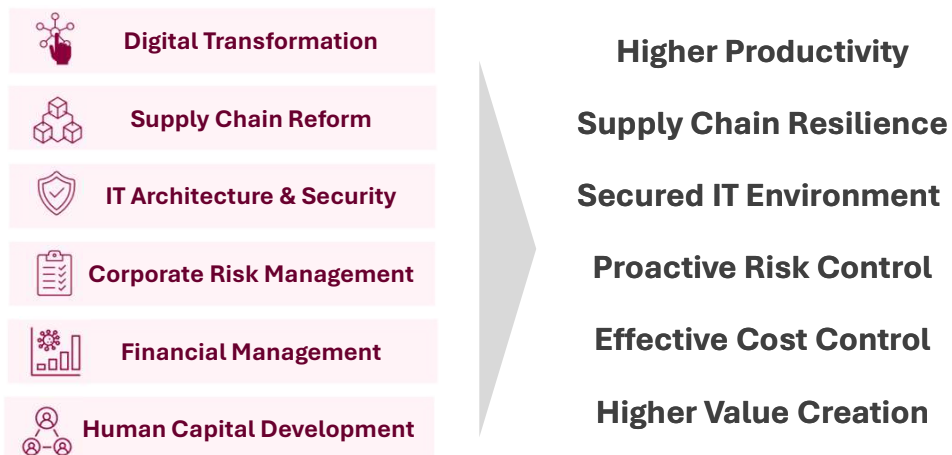 Digital Transformation
Supply Chain Reform
IT Architecture & Security
Corporate Risk Management
Financial Management
Human Capital Development
Higher Productivity
Supply Chain Resilience
Secured IT Environment
Proactive Risk Control
Effective Cost Control
Higher Value Creation